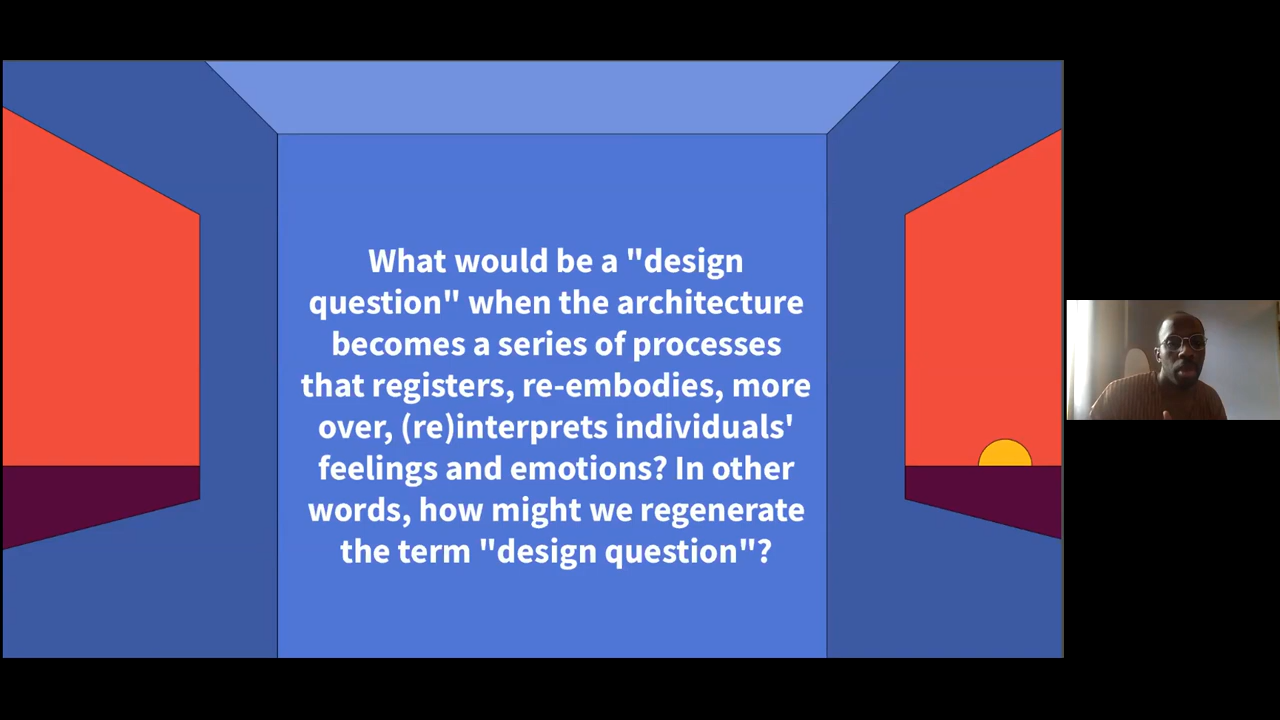 What would be a "design
question" when the architecture
becomes a series of processes
that registers, re-embodies, more
over, (re)interprets individuals'
feelings and emotions? In other
words, how might we regenerate
the term "design question"?